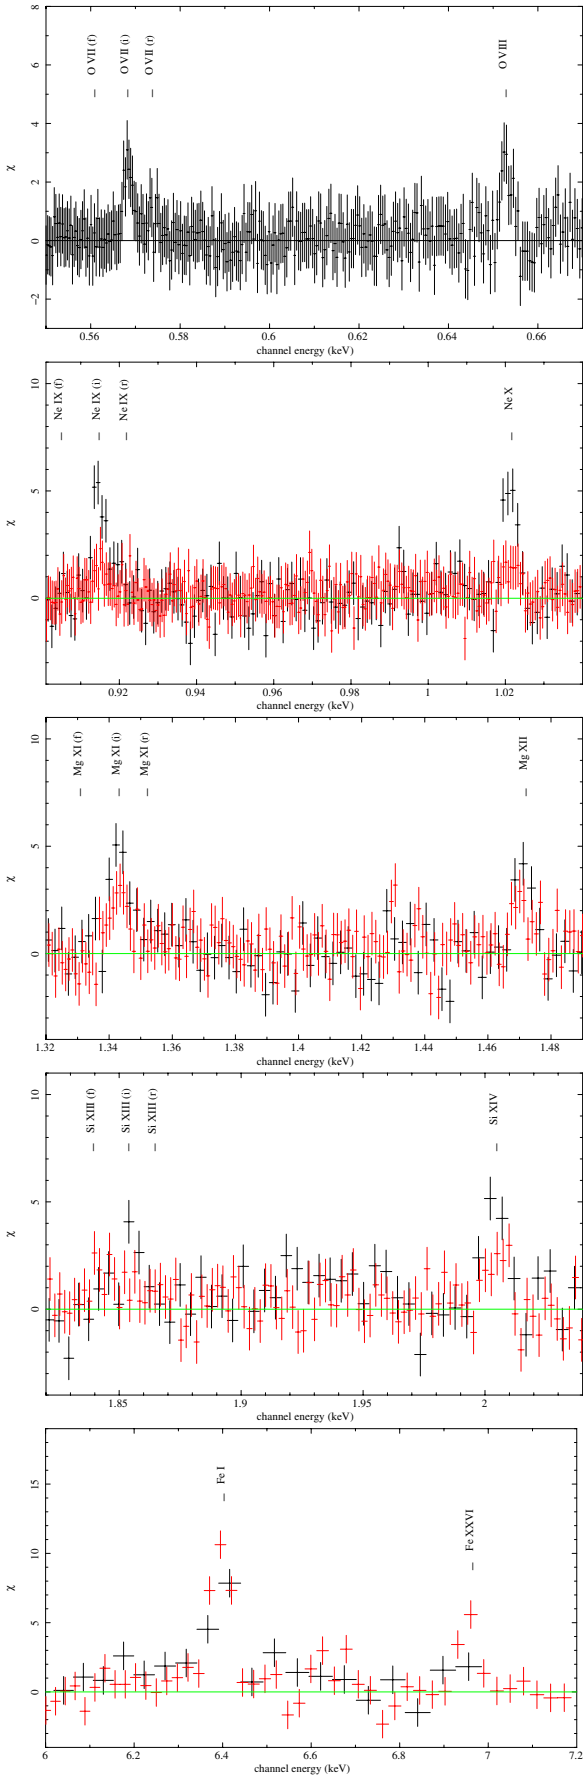 O VII (f) O VII (i) O VII (r) O VIII
8
6
4
2
0
-2
χ
0.56 0.58 0.6 0.62 0.64 0.66
channel energy (keV)
Ne IX (f) Ne IX (i) Ne IX (r) Ne X
10
5
0
χ
0.92 0.94 0.96 0.98 1 1.02
channel energy (keV)
Mg XI (f) Mg XI (i) Mg XI (r) Mg XII
10
5
0
χ
1.32 1.34 1.36 1.38 1.4 1.42 1.44 1.46 1.48
channel energy (keV)
Si XIII (f) Si XIII (i) Si XIII (r) Si XIV
10
5
0
χ
1.85 1.9 1.95 2
channel energy (keV)
Fe I Fe XXVI
15
10
5
0
χ
6 6.2 6.4 6.6 6.8 7 7.2
channel energy (keV)